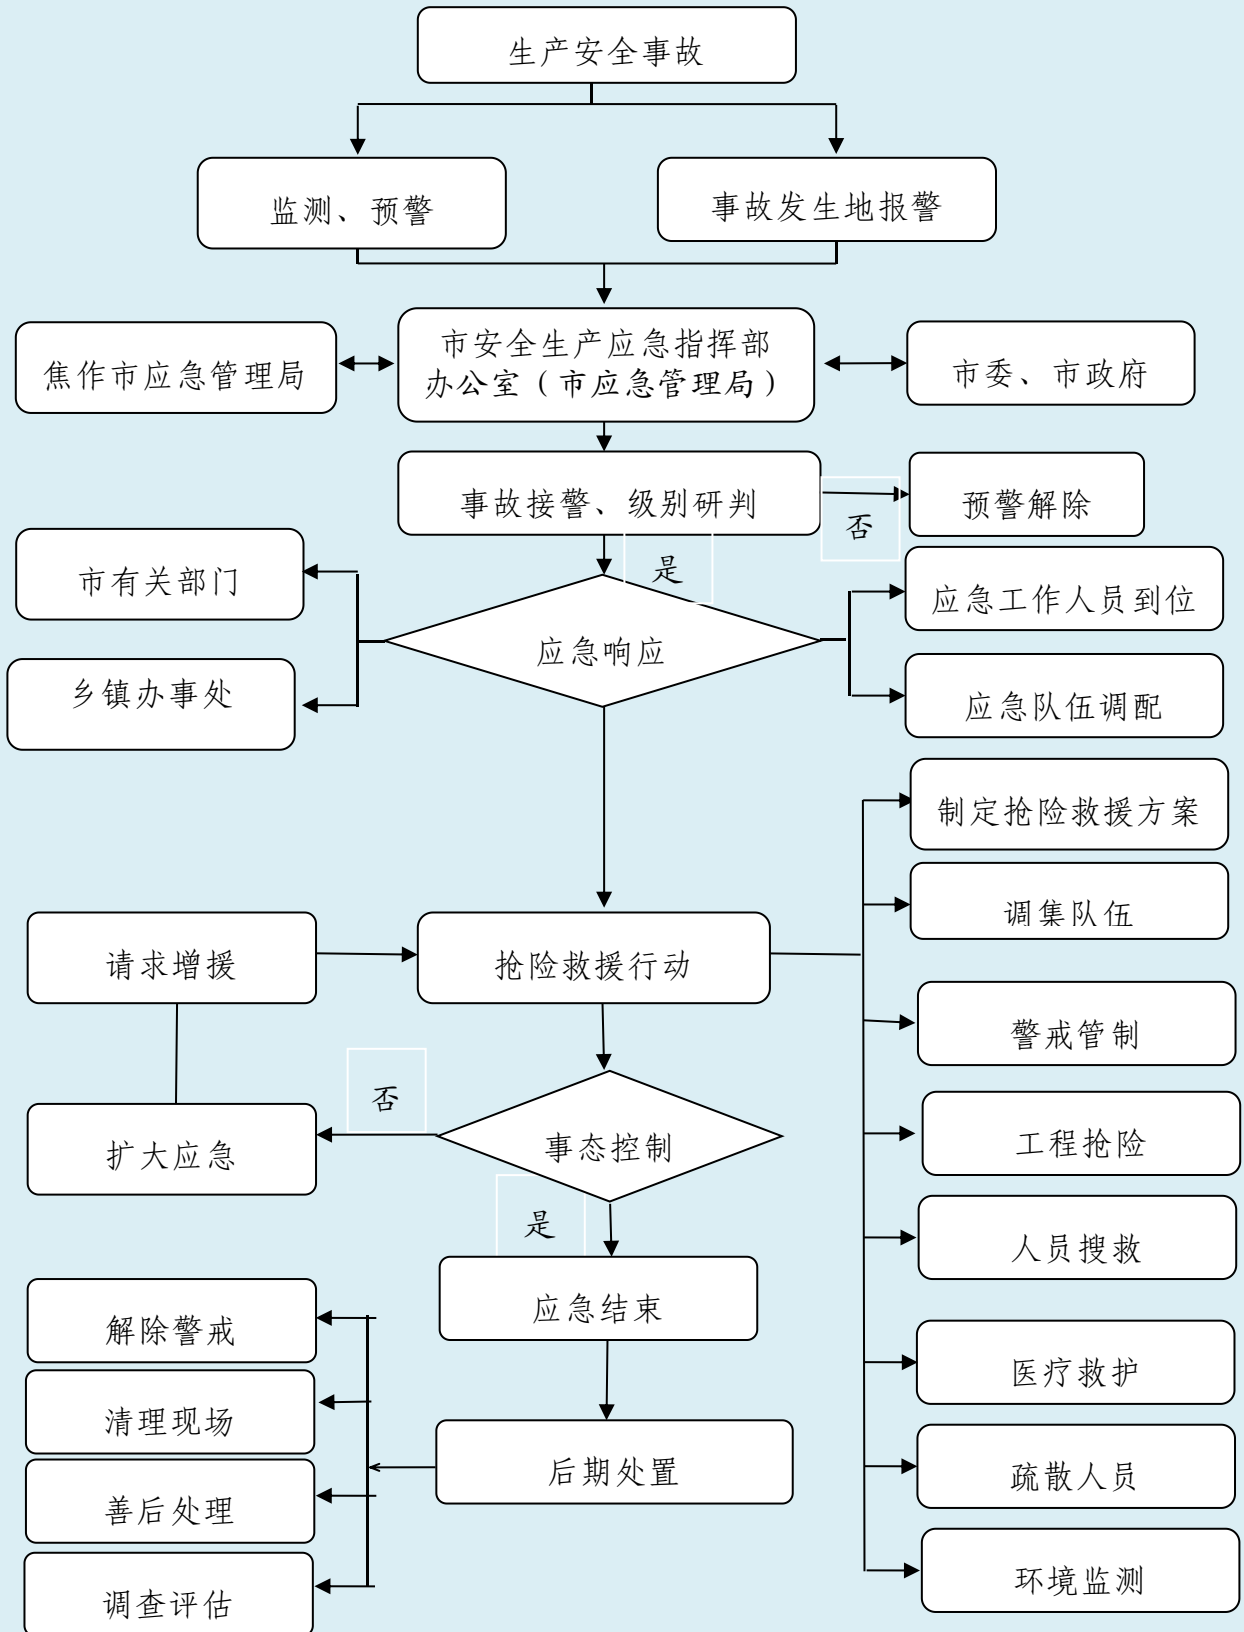 生产安全事故
监测、预警
事故发生地报警
焦作市应急管理局
市安全生产应急指挥部
办公室（市应急管理局）
市委、市政府
事故接警、级别研判
否
预警解除
是
市有关部门
应急响应
应急工作人员到位
乡镇办事处
应急队伍调配
制定抢险救援方案
调集队伍
请求增援
抢险救援行动
警戒管制
否
扩大应急
事态控制
工程抢险
是
人员搜救
解除警戒
应急结束
医疗救护
清理现场
后期处置
疏散人员
善后处理
调查评估
环境监测